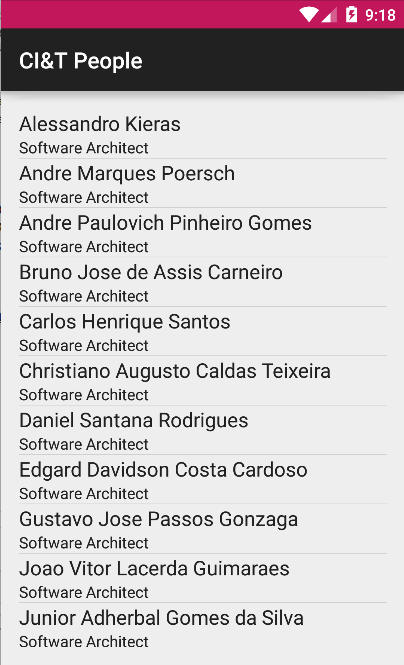 9:18
CI&T People
Alessandro Kieras
Software Architect
Andre Marques Poersch
Software Architect
Andre Paulovich Pinheiro Gomes
Software Architect
Bruno Jose de Assis Carneiro
Software Architect
Carlos Henrique Santos
Software Architect
Christiano Augusto Caldas Teixeira
Software Architect
Daniel Santana Rodrigues
Software Architect
Edgard Davidson Costa Cardoso
Software Architect
Gustavo Jose Passos Gonzaga
Software Architect
Joao Vitor Lacerda Guimaraes
Software Architect
Junior Adherbal Gomes da Silva
Software Architect